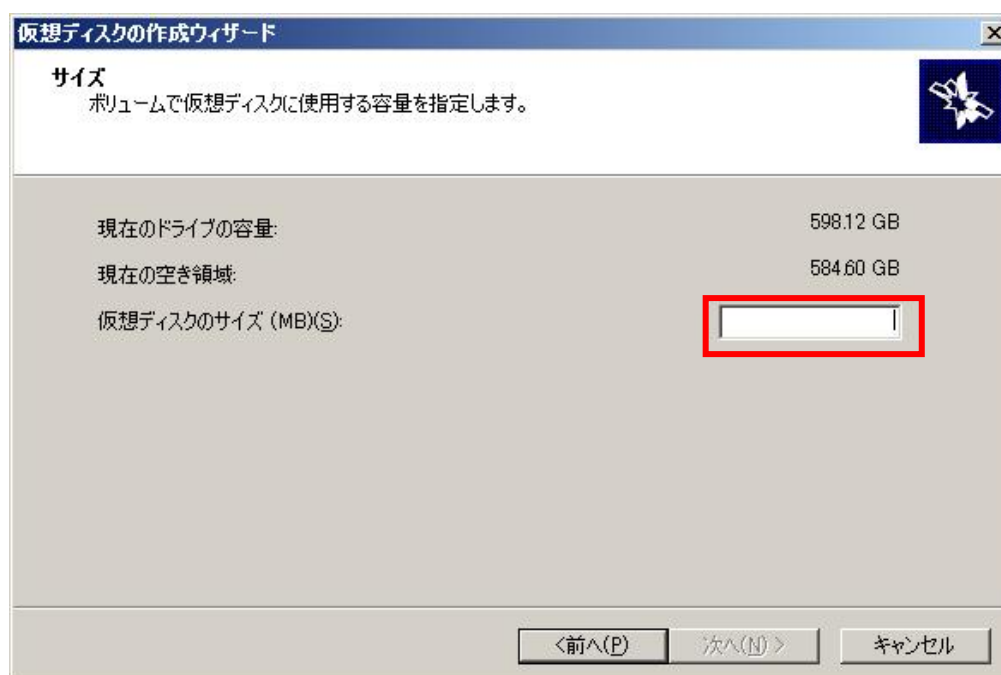 仮想ディスクの作成ウィザード
サイズ
ボリュームで仮想ディスクに使用する容量を指定します。
現在のドライブの容量: 598.12 GB
現在の空き領域: 584.60 GB
仮想ディスクのサイズ (MB)(S):
<前へ(P) 次へ(N) > キャンセル